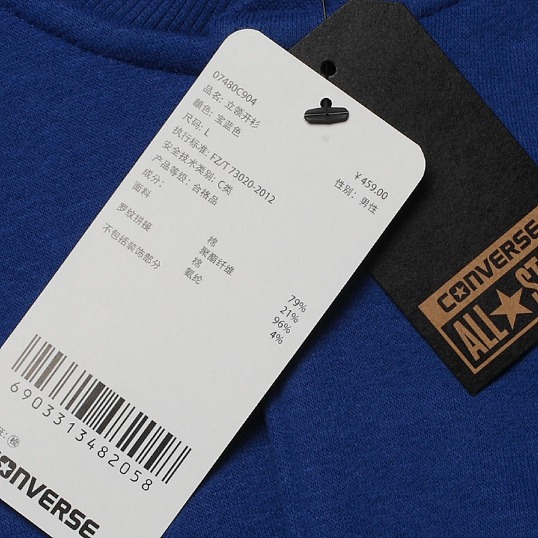 07480C904
品名: 立领开衫
颜色: 宝蓝色
尺码: L
¥459.00
性别: 男性
执行标准: FZ/T 73020-2012
安全技术类别: C类
产品等级: 合格品
成分:
面料
棉 79%
聚酯纤维 21%
罗纹拼接
棉 96%
氨纶 4%
不包括装饰部分
6903313482058
检
CONVERSE
CONVERSE
ALL ST